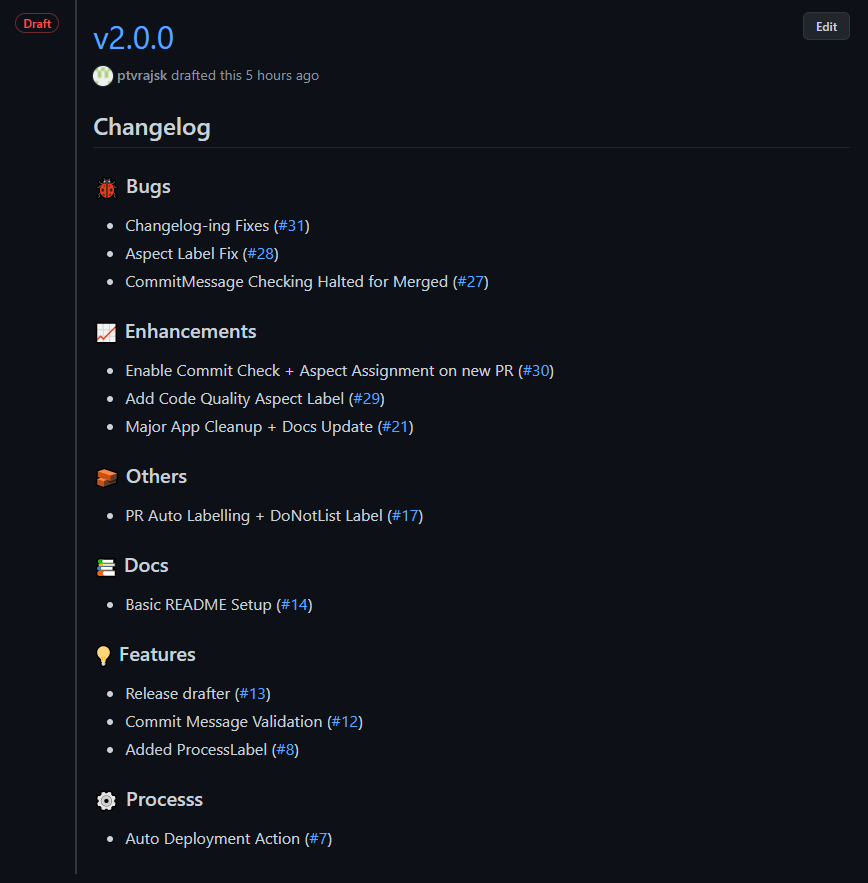 Draft
v2.0.0
Edit
ptvrajsk drafted this 5 hours ago
Changelog
Bugs
Changelog-ing Fixes (#31)
Aspect Label Fix (#28)
CommitMessage Checking Halted for Merged (#27)
Enhancements
Enable Commit Check + Aspect Assignment on new PR (#30)
Add Code Quality Aspect Label (#29)
Major App Cleanup + Docs Update (#21)
Others
PR Auto Labelling + DoNotList Label (#17)
Docs
Basic README Setup (#14)
Features
Release drafter (#13)
Commit Message Validation (#12)
Added ProcessLabel (#8)
Processs
Auto Deployment Action (#7)